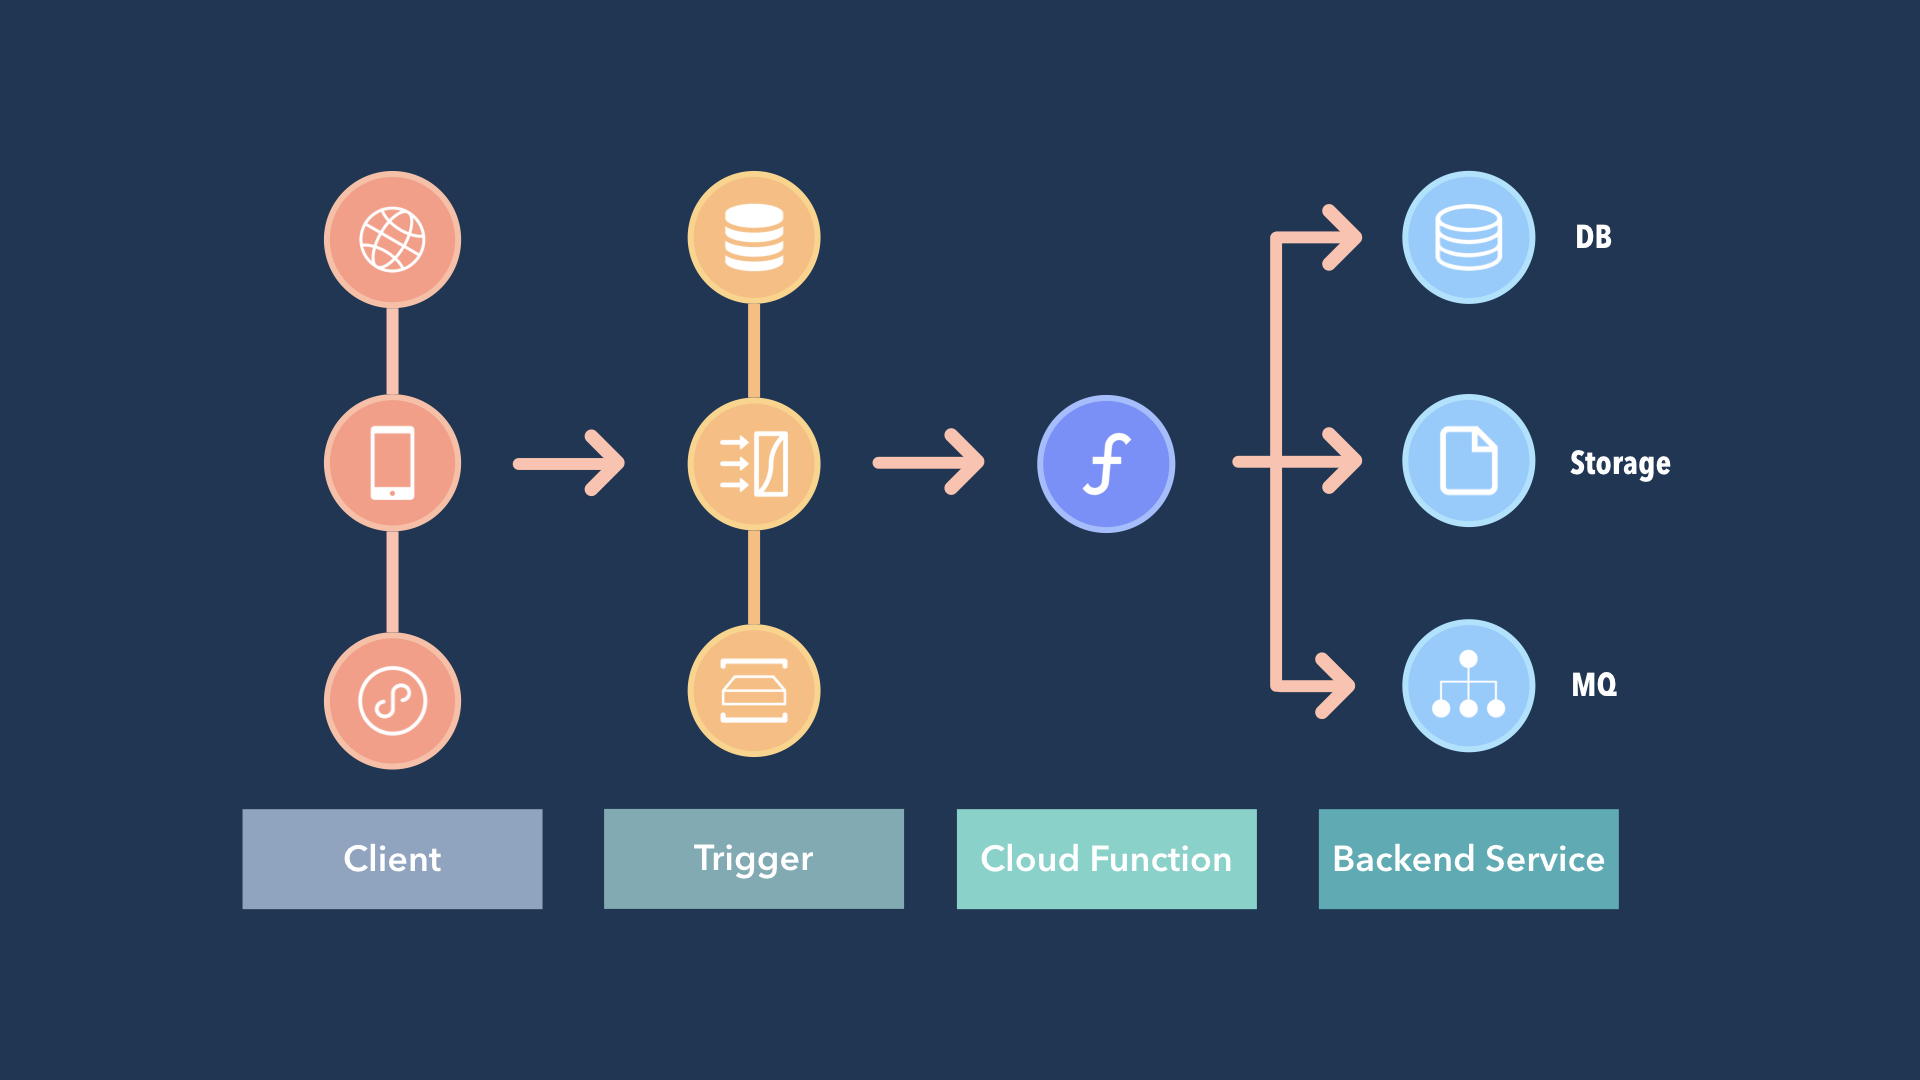 DB
Storage
MQ
Client
Trigger
Cloud Function
Backend Service